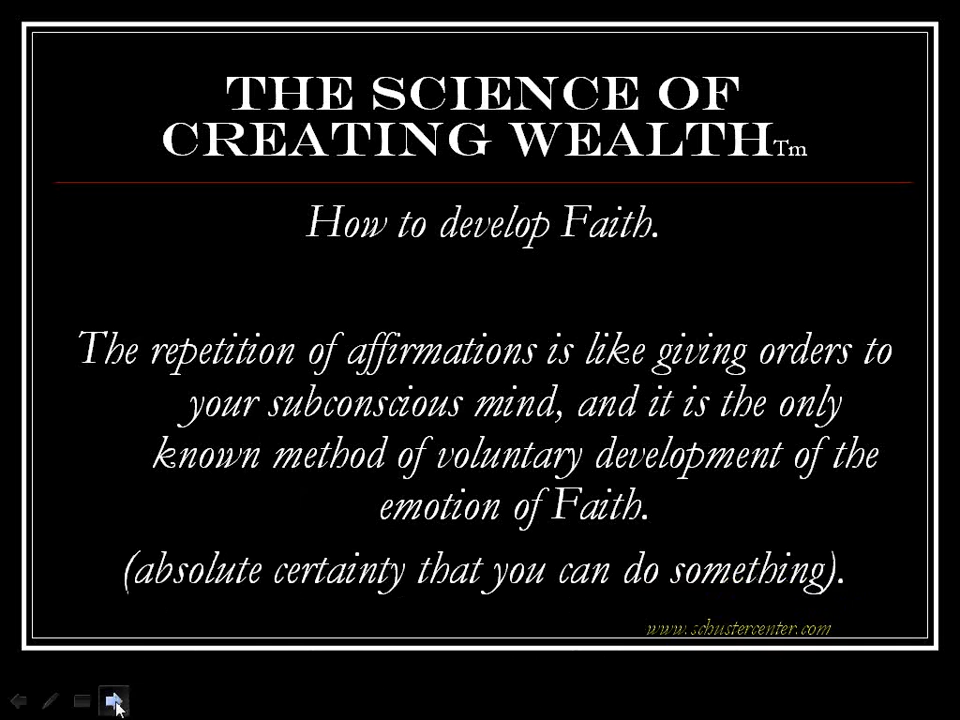 THE SCIENCE OF
CREATING WEALTHTm
How to develop Faith.
The repetition of affirmations is like giving orders to
your subconscious mind, and it is the only
known method of voluntary development of the
emotion of Faith.
(absolute certainty that you can do something).
www.schustercenter.com